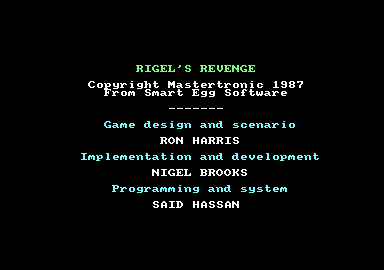 RIGEL'S REVENGE
Copyright Mastertronic 1987
From Smart Egg Software
-------
Game design and scenario
RON HARRIS
Implementation and development
NIGEL BROOKS
Programming and system
SAID HASSAN